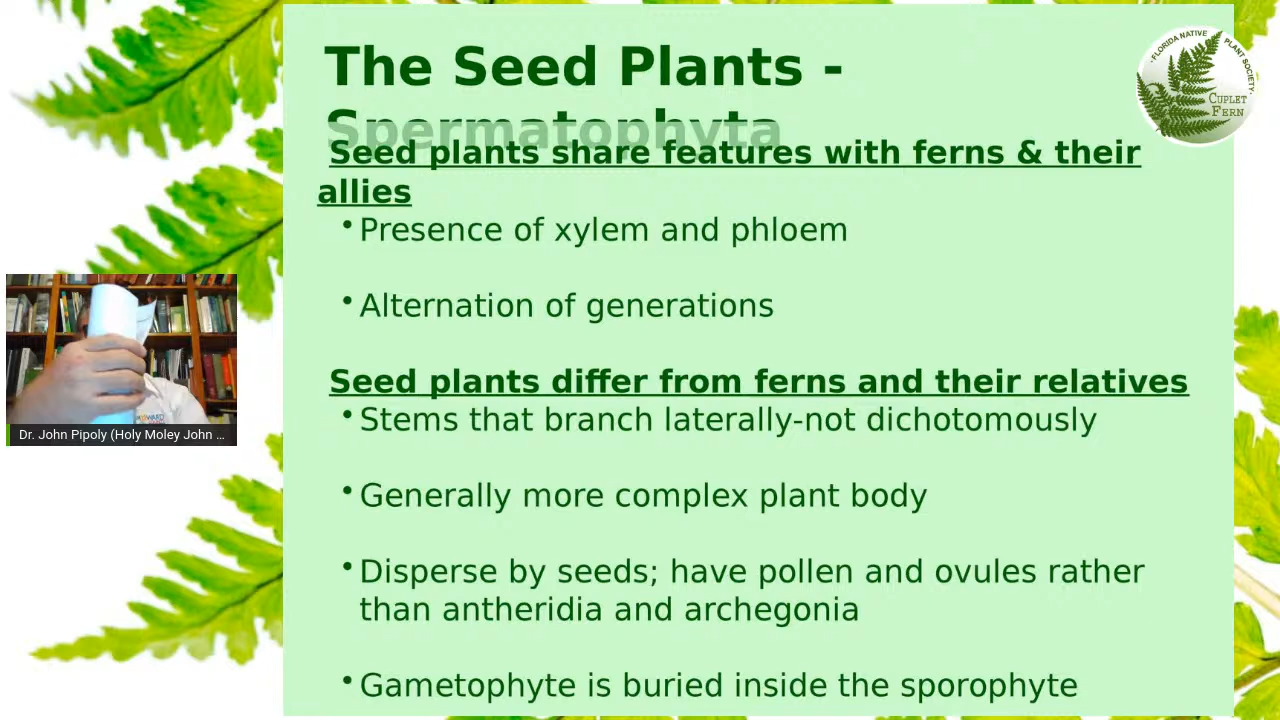 The Seed Plants -
Spermatophyta
Seed plants share features with ferns & their
allies
• Presence of xylem and phloem
• Alternation of generations
Seed plants differ from ferns and their relatives
• Stems that branch laterally-not dichotomously
• Generally more complex plant body
• Disperse by seeds; have pollen and ovules rather
than antheridia and archegonia
• Gametophyte is buried inside the sporophyte
·FLORIDA NATIVE PLANT SOCIETY·
CUPLET
FERN
Dr. John Pipoly (Holy Moley John ...